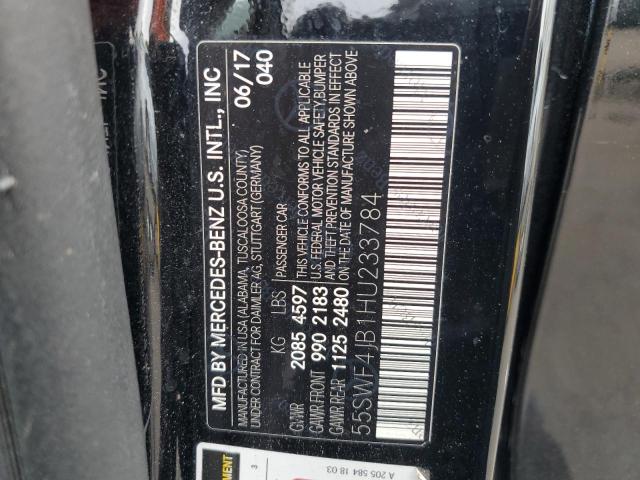 MFD BY MERCEDES-BENZ U.S. INTL., INC
06/17
MANUFACTURED IN USA (ALABAMA, TUSCALOOSA COUNTY)
040
UNDER CONTRACT FOR DAIMLER AG, STUTTGART (GERMANY)
KG LBS PASSENGER CAR
GVWR 2085 4597
GAWR FRONT 990 2183
GAWR REAR 1125 2480
THIS VEHICLE CONFORMS TO ALL APPLICABLE
U.S. FEDERAL MOTOR VEHICLE SAFETY, BUMPER
AND THEFT PREVENTION STANDARDS IN EFFECT
ON THE DATE OF MANUFACTURE SHOWN ABOVE
55SWF4JB1HU233784
3
A 205 584 18 03